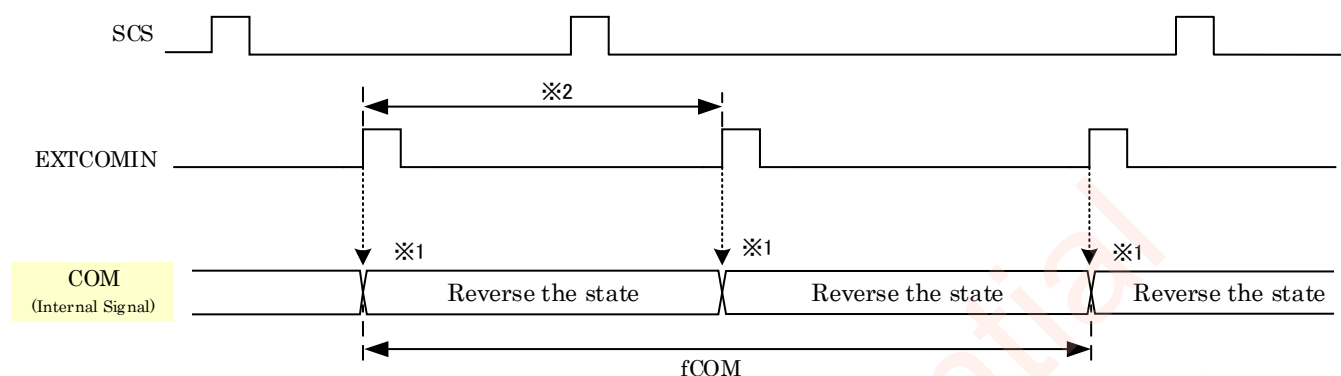 SCS
※2
EXTCOMIN
※1
※1
※1
COM
(Internal Signal)
Reverse the state
Reverse the state
Reverse the state
fCOM